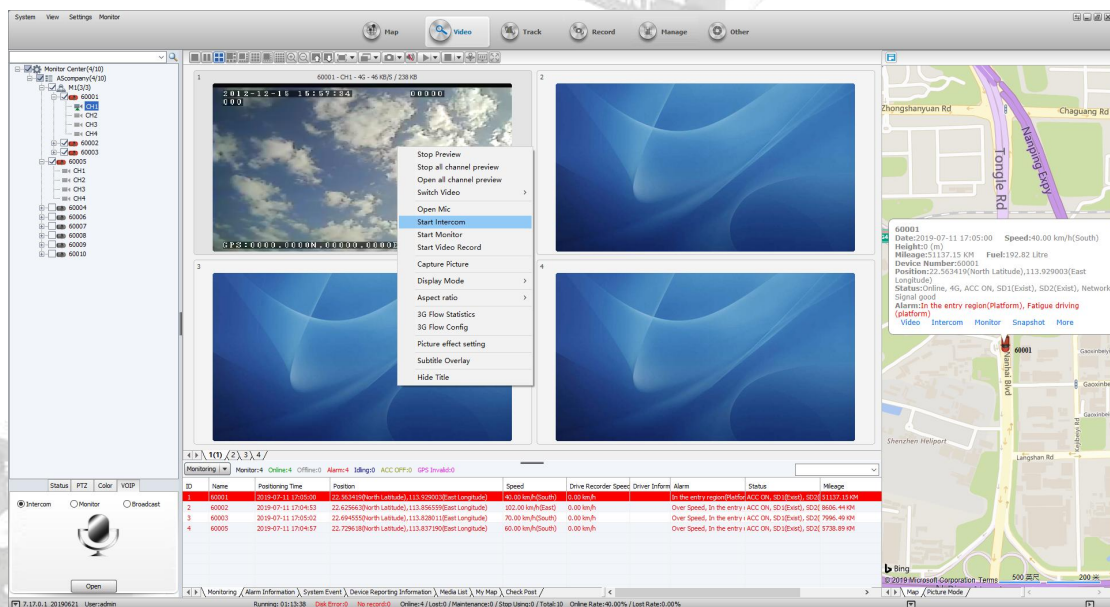 System View Settings Monitor
Map Video Track Record Manage Other
Monitor Center(4/10)
AScompany(4/10)
M1(3/3)
60001
CH1
CH2
CH3
CH4
60002
60003
60005
CH1
CH2
CH3
CH4
60004
60006
60007
60008
60009
60010
1
60001 - CH1 - 4G - 46 KB/S / 238 KB
2012-12-15 15:57:34 00000
000
GPS:0000.0000N,00000.0000E
2
3
4
Stop Preview
Stop all channel preview
Open all channel preview
Switch Video
Open Mic
Start Intercom
Start Monitor
Start Video Record
Capture Picture
Display Mode
Aspect ratio
3G Flow Statistics
3G Flow Config
Picture effect setting
Subtitle Overlay
Hide Title
Zhongshanyuan Rd
Chaguang Rd
Nanping Expy
Tongle Rd
60001
Date:2019-07-11 17:05:00 Speed:40.00 km/h(South)
Height:0 (m)
Mileage:51137.15 KM Fuel:192.82 Litre
Device Number:60001
Position:22.563419(North Latitude),113.929003(East
Longitude)
Status:Online, 4G, ACC ON, SD1(Exist), SD2(Exist), Network
Signal good
Alarm:In the entry region(Platform), Fatigue driving
(platform)
Video Intercom Monitor Snapshot More
60001
Gaoxinbeyi
Nanhai Blvd
Gaoxinbe
Gaoxinbei
Kejibeiyi Rd
Shenzhen Heliport
Langshan Rd
Bing
500 英尺 200 米
© 2019 Microsoft Corporation Terms
Map Picture Mode
1(1) 2 3 4
Monitoring Monitor:4 Online:4 Offline:0 Alarm:4 Idling:0 ACC OFF:0 GPS Invalid:0
ID Name Positioning Time Position Speed Drive Recorder Speed Driver Inform Alarm Status Mileage
1 60001 2019-07-11 17:05:00 22.563419(North Latitude),113.929003(East Longitude) 40.00 km/h(South) 0.00 km/h In the entry region(Platfor ACC ON, SD1(Exist), SD2( 51137.15 KM
2 60002 2019-07-11 17:04:53 22.625663(North Latitude),113.856559(East Longitude) 102.00 km/h(East) 0.00 km/h Over Speed, In the entry r ACC ON, SD1(Exist), SD2( 8606.44 KM
3 60003 2019-07-11 17:05:02 22.694555(North Latitude),113.828011(East Longitude) 70.00 km/h(South) 0.00 km/h Over Speed, In the entry r ACC ON, SD1(Exist), SD2( 7996.49 KM
4 60005 2019-07-11 17:04:57 22.729618(North Latitude),113.837190(East Longitude) 60.00 km/h(South) 0.00 km/h Over Speed, In the entry r ACC ON, SD1(Exist), SD2( 5738.89 KM
Status PTZ Color VOIP
Intercom Monitor Broadcast
Open
Monitoring Alarm Information System Event Device Reporting Information Media List My Map Check Post
7.17.0.1 20190621 User:admin Running: 01:13:38 Disk Error:0 No record:0 Online:4 / Lost:0 / Maintenance:0 / Stop Using:0 / Total:10 Online Rate:40.00% / Lost Rate:0.00%